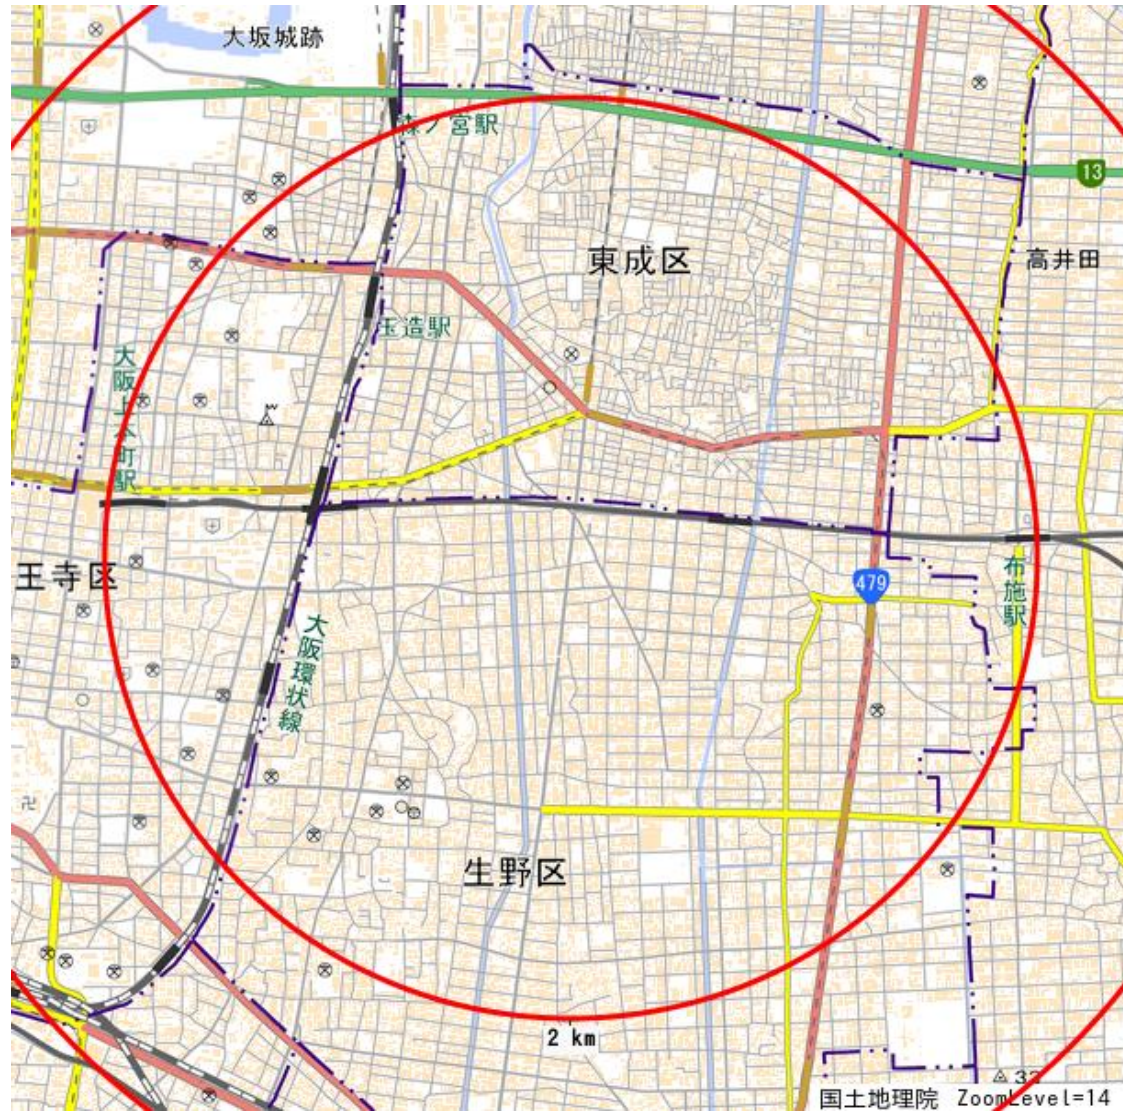 大坂城跡
森ノ宮駅
13
東成区
高井田
玉造駅
大阪上本町駅
王寺区
479
布施駅
大阪環状線
生野区
2 km
33
国土地理院 ZoomLevel=14